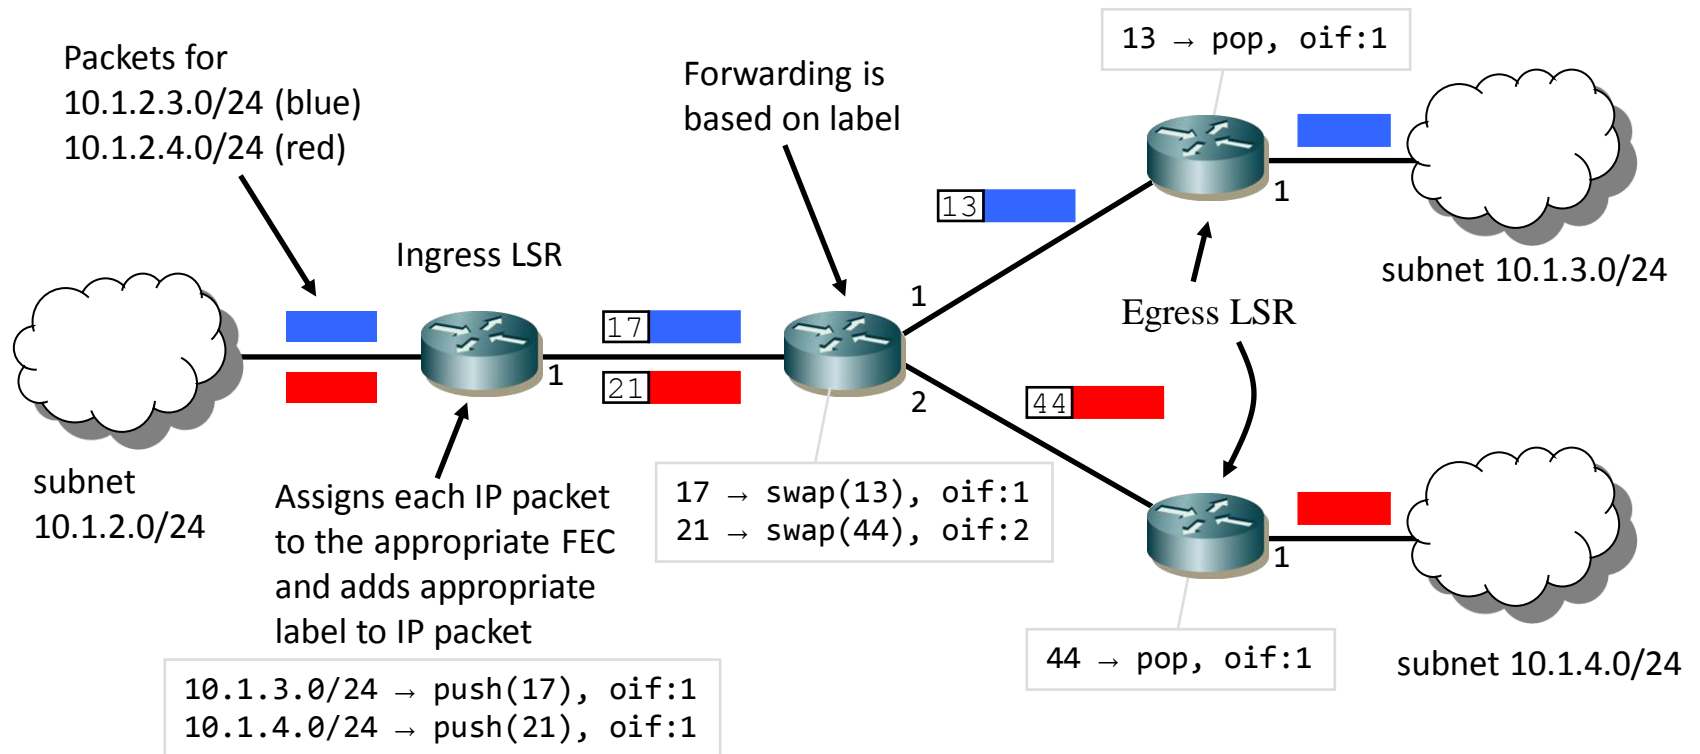 Packets for
10.1.2.3.0/24 (blue)
10.1.2.4.0/24 (red)
Forwarding is
based on label
13 → pop, oif:1
1
13
subnet 10.1.3.0/24
Ingress LSR
Egress LSR
17
21
1
1
2
44
subnet
10.1.2.0/24
Assigns each IP packet
to the appropriate FEC
and adds appropriate
label to IP packet
17 → swap(13), oif:1
21 → swap(44), oif:2
1
44 → pop, oif:1
subnet 10.1.4.0/24
10.1.3.0/24 → push(17), oif:1
10.1.4.0/24 → push(21), oif:1